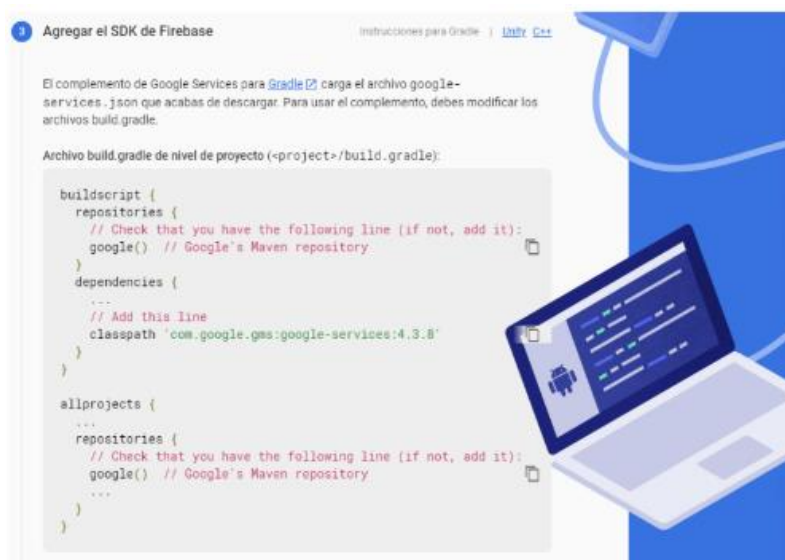 3 Agregar el SDK de Firebase Instrucciones para Gradle | Unity C++
El complemento de Google Services para Gradle carga el archivo google-
services.json que acabas de descargar. Para usar el complemento, debes modificar los
archivos build.gradle.
Archivo build.gradle de nivel de proyecto (<project>/build.gradle):
buildscript {
repositories {
// Check that you have the following line (if not, add it):
google() // Google's Maven repository
}
dependencies {
...
// Add this line
classpath 'com.google.gms:google-services:4.3.8'
}
}
allprojects {
...
repositories {
// Check that you have the following line (if not, add it):
google() // Google's Maven repository
...
}
}